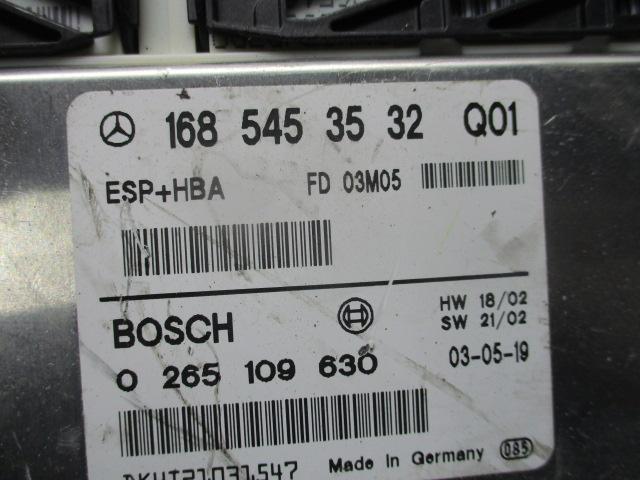 168 545 35 32 Q01
ESP+HBA FD 03M05
HW 18/02
BOSCH SW 21/02
0 265 109 630 03-05-19
Made in Germany 085